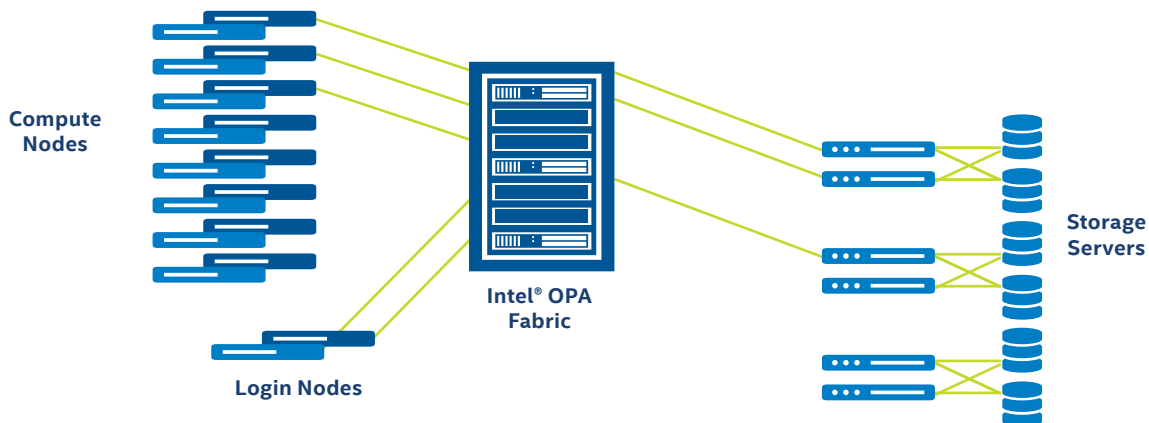 Compute
Nodes
Intel® OPA
Fabric
Login Nodes
Storage
Servers